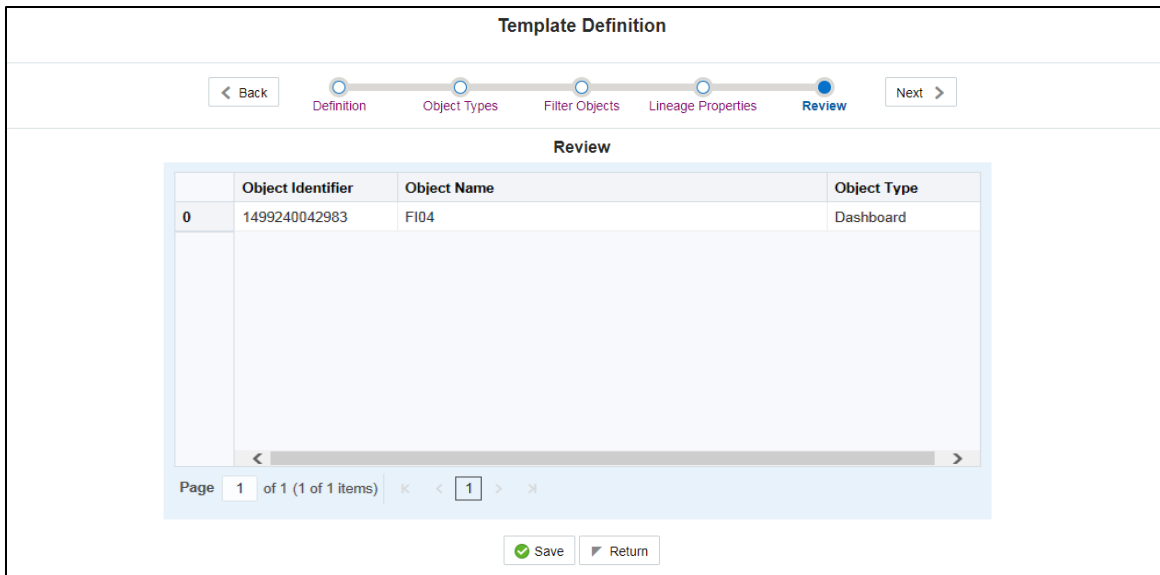 Template Definition
Back
Definition
Object Types
Filter Objects
Lineage Properties
Review
Next
Review
Object Identifier Object Name Object Type
0 1499240042983 FI04 Dashboard
Page 1 of 1 (1 of 1 items) 1
Save Return